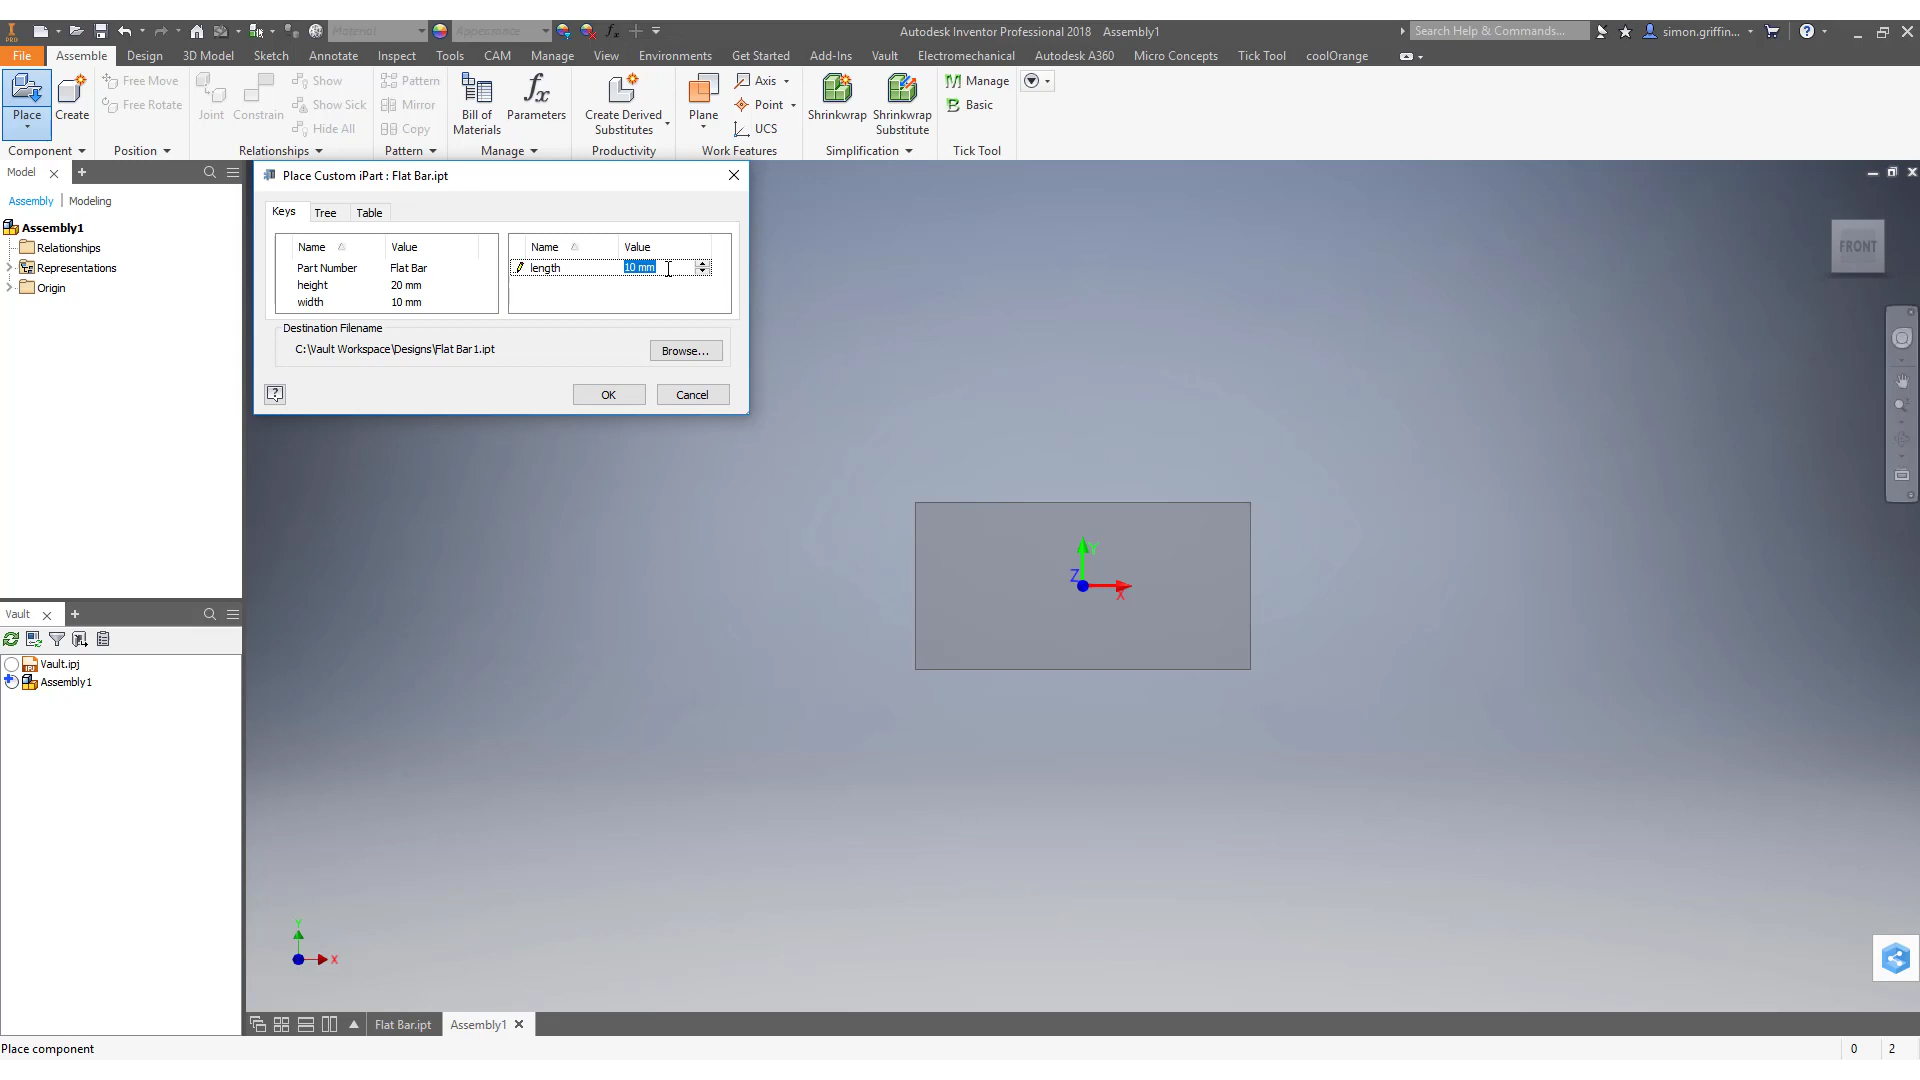 Material
Appearance
Autodesk Inventor Professional 2018 Assembly1
Search Help & Commands...
simon.griffin...
PRO
File Assemble Design 3D Model Sketch Annotate Inspect Tools CAM Manage View Environments Get Started Add-Ins Vault Electromechanical Autodesk A360 Micro Concepts Tick Tool coolOrange
Place
Create
Free Move
Free Rotate
Joint
Constrain
Show
Show Sick
Hide All
Pattern
Mirror
Copy
Bill of
Materials
fx
Parameters
Create Derived
Substitutes
Plane
Axis
Point
UCS
Shrinkwrap
Shrinkwrap
Substitute
Manage
Basic
Component Position Relationships Pattern Manage Productivity Work Features Simplification Tick Tool
Model
Assembly Modeling
Assembly1
Relationships
Representations
Origin
Place Custom iPart : Flat Bar.ipt
Keys Tree Table
Name Value
Part Number Flat Bar
height 20 mm
width 10 mm
Name Value
length 10 mm
Destination Filename
C:\Vault Workspace\Designs\Flat Bar1.ipt
Browse...
OK
Cancel
FRONT
Y
Z
X
Vault
Vault.ipj
Assembly1
Y
X
Flat Bar.ipt
Assembly1
Place component
0 2